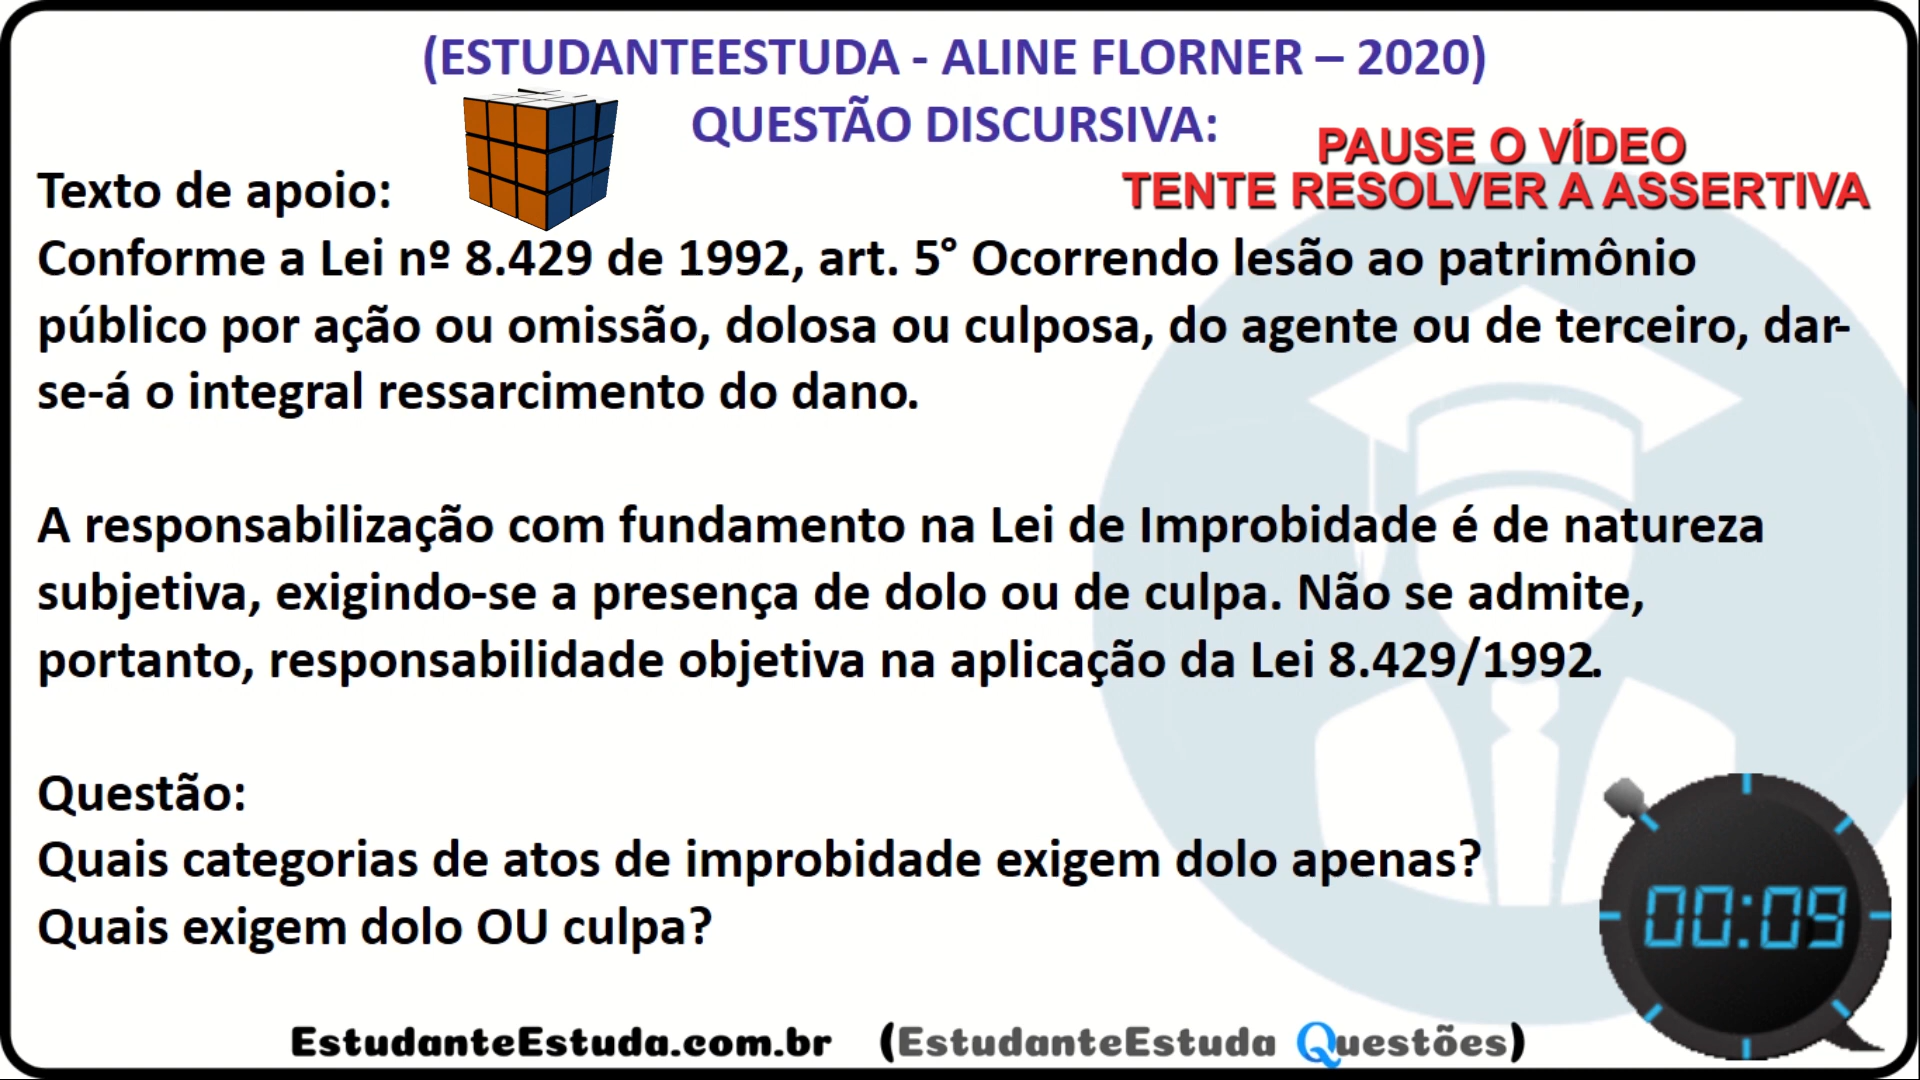 (ESTUDANTEESTUDA - ALINE FLORNER – 2020)
QUESTÃO DISCURSIVA:
PAUSE O VÍDEO
TENTE RESOLVER A ASSERTIVA
Texto de apoio:
Conforme a Lei nº 8.429 de 1992, art. 5° Ocorrendo lesão ao patrimônio
público por ação ou omissão, dolosa ou culposa, do agente ou de terceiro, dar-
se-á o integral ressarcimento do dano.
A responsabilização com fundamento na Lei de Improbidade é de natureza
subjetiva, exigindo-se a presença de dolo ou de culpa. Não se admite,
portanto, responsabilidade objetiva na aplicação da Lei 8.429/1992.
Questão:
Quais categorias de atos de improbidade exigem dolo apenas?
Quais exigem dolo OU culpa?
00:09
EstudanteEstuda.com.br (EstudanteEstuda Questões)